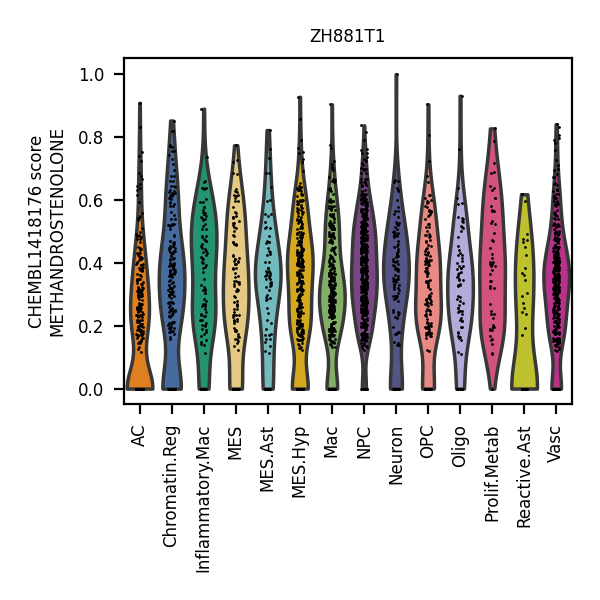 ZH881T1
CHEMBL1418176 score
METHANDROSTENOLONE
1.0
0.8
0.6
0.4
0.2
0.0
AC
Chromatin.Reg
Inflammatory.Mac
MES
MES.Ast
MES.Hyp
Mac
NPC
Neuron
OPC
Oligo
Prolif.Metab
Reactive.Ast
Vasc